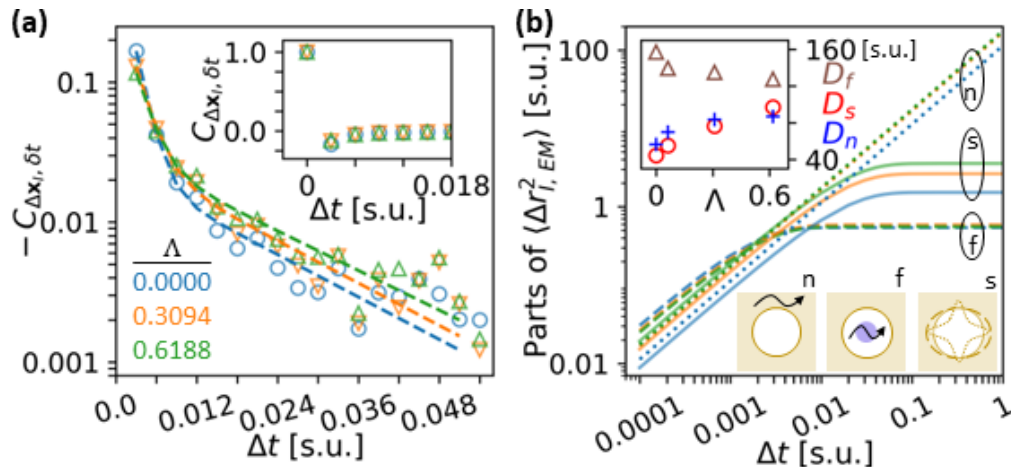 (a)
− C_{Δx_l, δt}
0.1
0.01
0.001
0.0
0.012
0.024
0.036
0.048
Δt [s.u.]
Λ
0.0000
0.3094
0.6188
C_{Δx_l, δt}
1.0
0.0
0
0.018
Δt [s.u.]
(b)
Parts of ⟨Δr²_{l, EM}⟩ [s.u.]
100
1
0.01
0.0001
0.001
0.01
0.1
1
Δt [s.u.]
160 [s.u.]
D_f
D_s
D_n
40
0
Λ
0.6
n
s
f
n
f
s